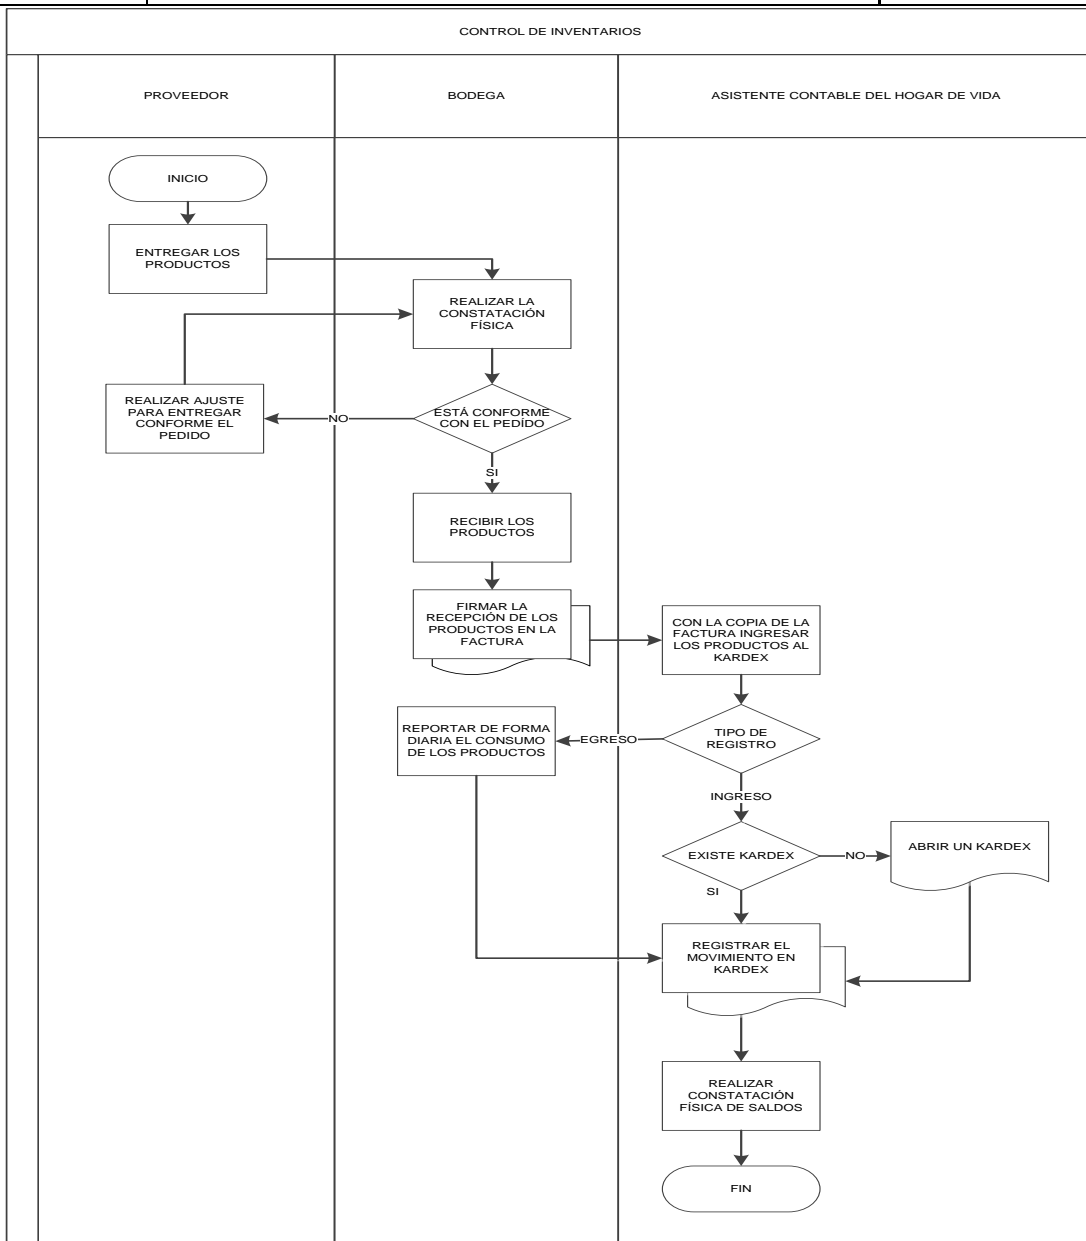 CONTROL DE INVENTARIOS
PROVEEDOR
BODEGA
ASISTENTE CONTABLE DEL HOGAR DE VIDA
INICIO
ENTREGAR LOS
PRODUCTOS
REALIZAR LA
CONSTATACIÓN
FÍSICA
REALIZAR AJUSTE
PARA ENTREGAR
CONFORME EL
PEDIDO
NO
ESTÁ CONFORME
CON EL PEDÍDO
SI
RECIBIR LOS
PRODUCTOS
FIRMAR LA
RECEPCIÓN DE LOS
PRODUCTOS EN LA
FACTURA
CON LA COPIA DE LA
FACTURA INGRESAR
LOS PRODUCTOS AL
KARDEX
REPORTAR DE FORMA
DIARIA EL CONSUMO
DE LOS PRODUCTOS
EGRESO
TIPO DE
REGISTRO
INGRESO
EXISTE KARDEX
NO
ABRIR UN KARDEX
SI
REGISTRAR EL
MOVIMIENTO EN
KARDEX
REALIZAR
CONSTATACIÓN
FÍSICA DE SALDOS
FIN